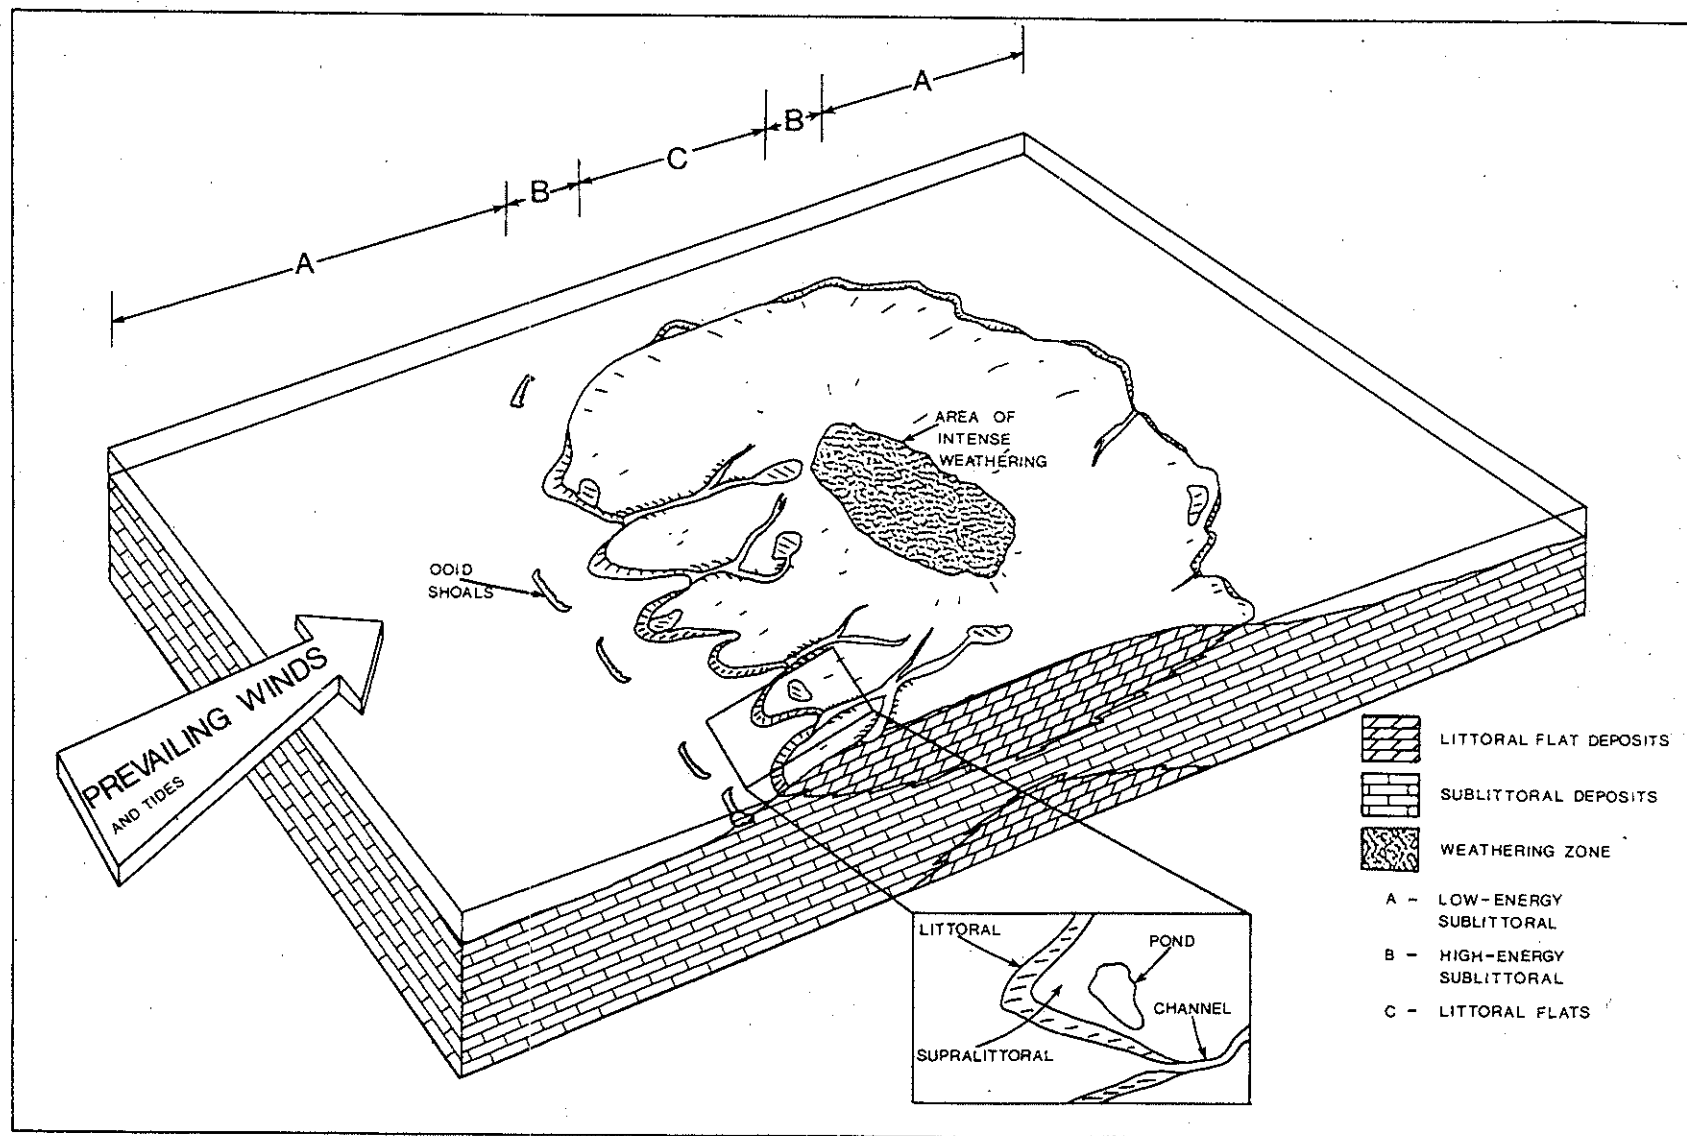 A
B
C
B
A
AREA OF
INTENSE
WEATHERING
OOID
SHOALS
PREVAILING WINDS
AND TIDES
LITTORAL FLAT DEPOSITS
SUBLITTORAL DEPOSITS
WEATHERING ZONE
A - LOW-ENERGY
SUBLITTORAL
B - HIGH-ENERGY
SUBLITTORAL
C - LITTORAL FLATS
LITTORAL
POND
CHANNEL
SUPRALITTORAL